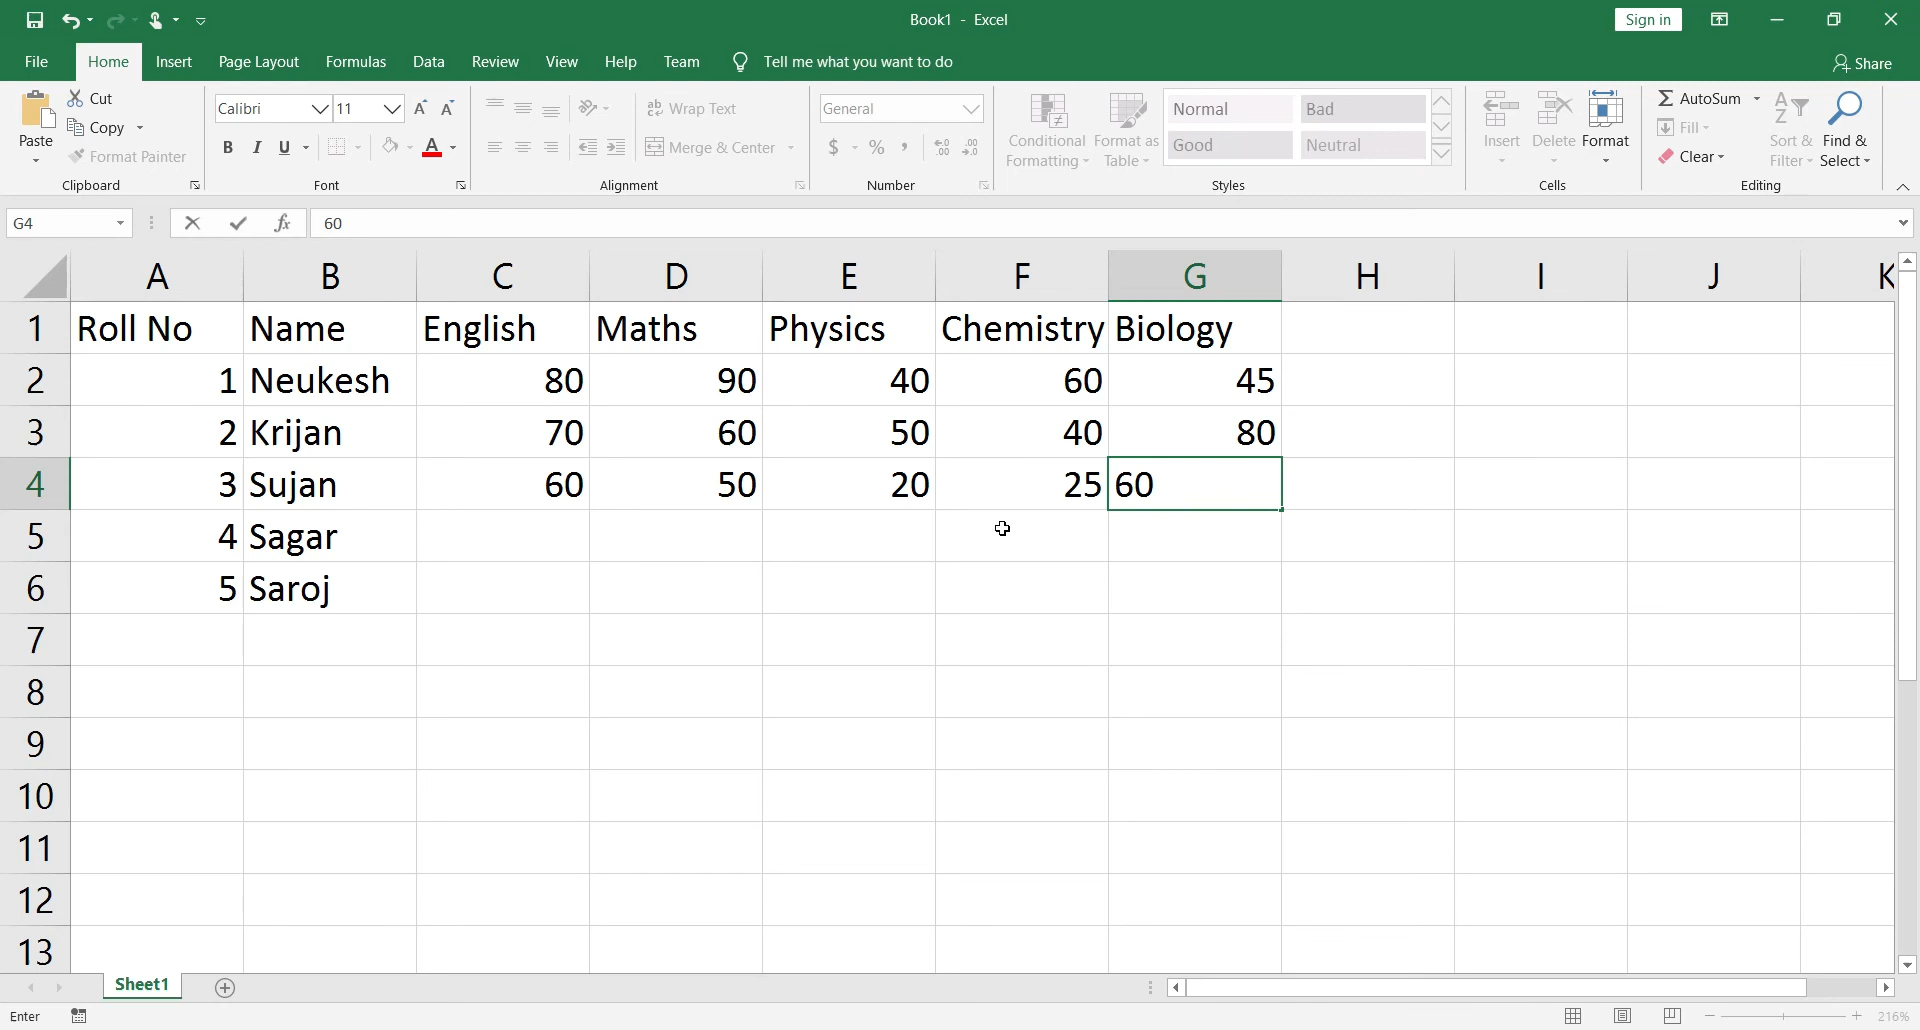 Book1 - Excel
Sign in
File Home Insert Page Layout Formulas Data Review View Help Team Tell me what you want to do
Share
Paste
Cut
Copy
Format Painter
Clipboard
Calibri 11
B I U
Font
Wrap Text
Merge & Center
Alignment
General
$ % ,
Number
Conditional Formatting
Format as Table
Normal Bad
Good Neutral
Styles
Insert Delete Format
Cells
AutoSum
Fill
Clear
Sort & Filter
Find & Select
Editing
G4 fx 60
A B C D E F G H I J K
1 Roll No Name English Maths Physics Chemistry Biology
2 1 Neukesh 80 90 40 60 45
3 2 Krijan 70 60 50 40 80
4 3 Sujan 60 50 20 25 60
5 4 Sagar
6 5 Saroj
7
8
9
10
11
12
13
Sheet1
Enter
216%